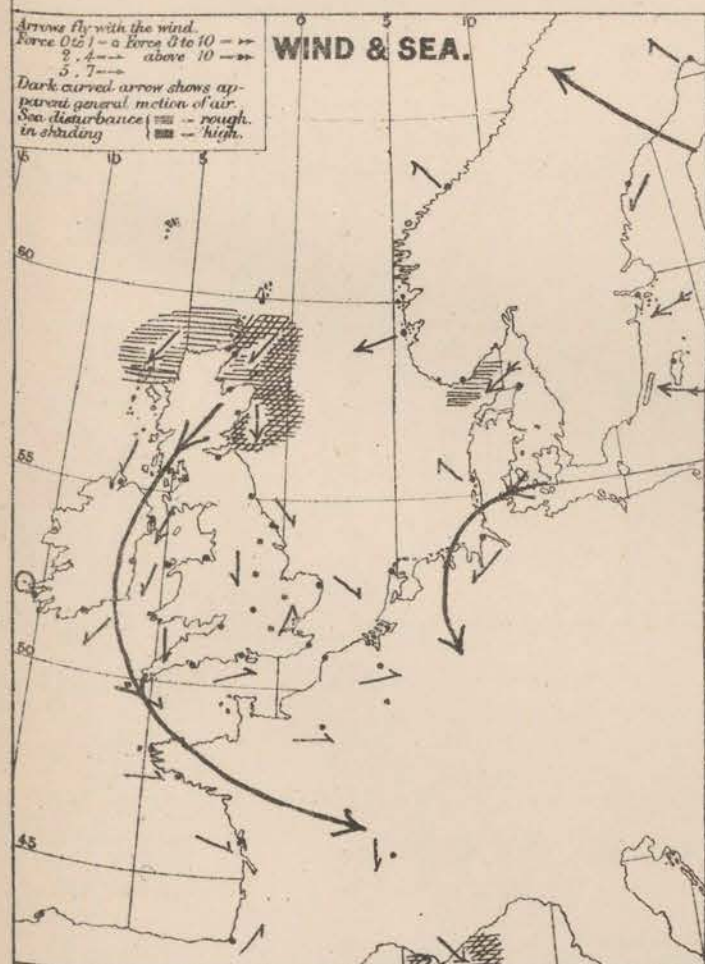 Arrows fly with the wind.
Force 0 to 1 – o Force 8 to 10 –
WIND & SEA.
2 . 4 – above 10 –
5 . 7 –
Dark curved arrow shows ap-
parent general motion of air.
Sea disturbance – rough.
in shading – high.
15 10 5 0 5 10
60
55
50
45